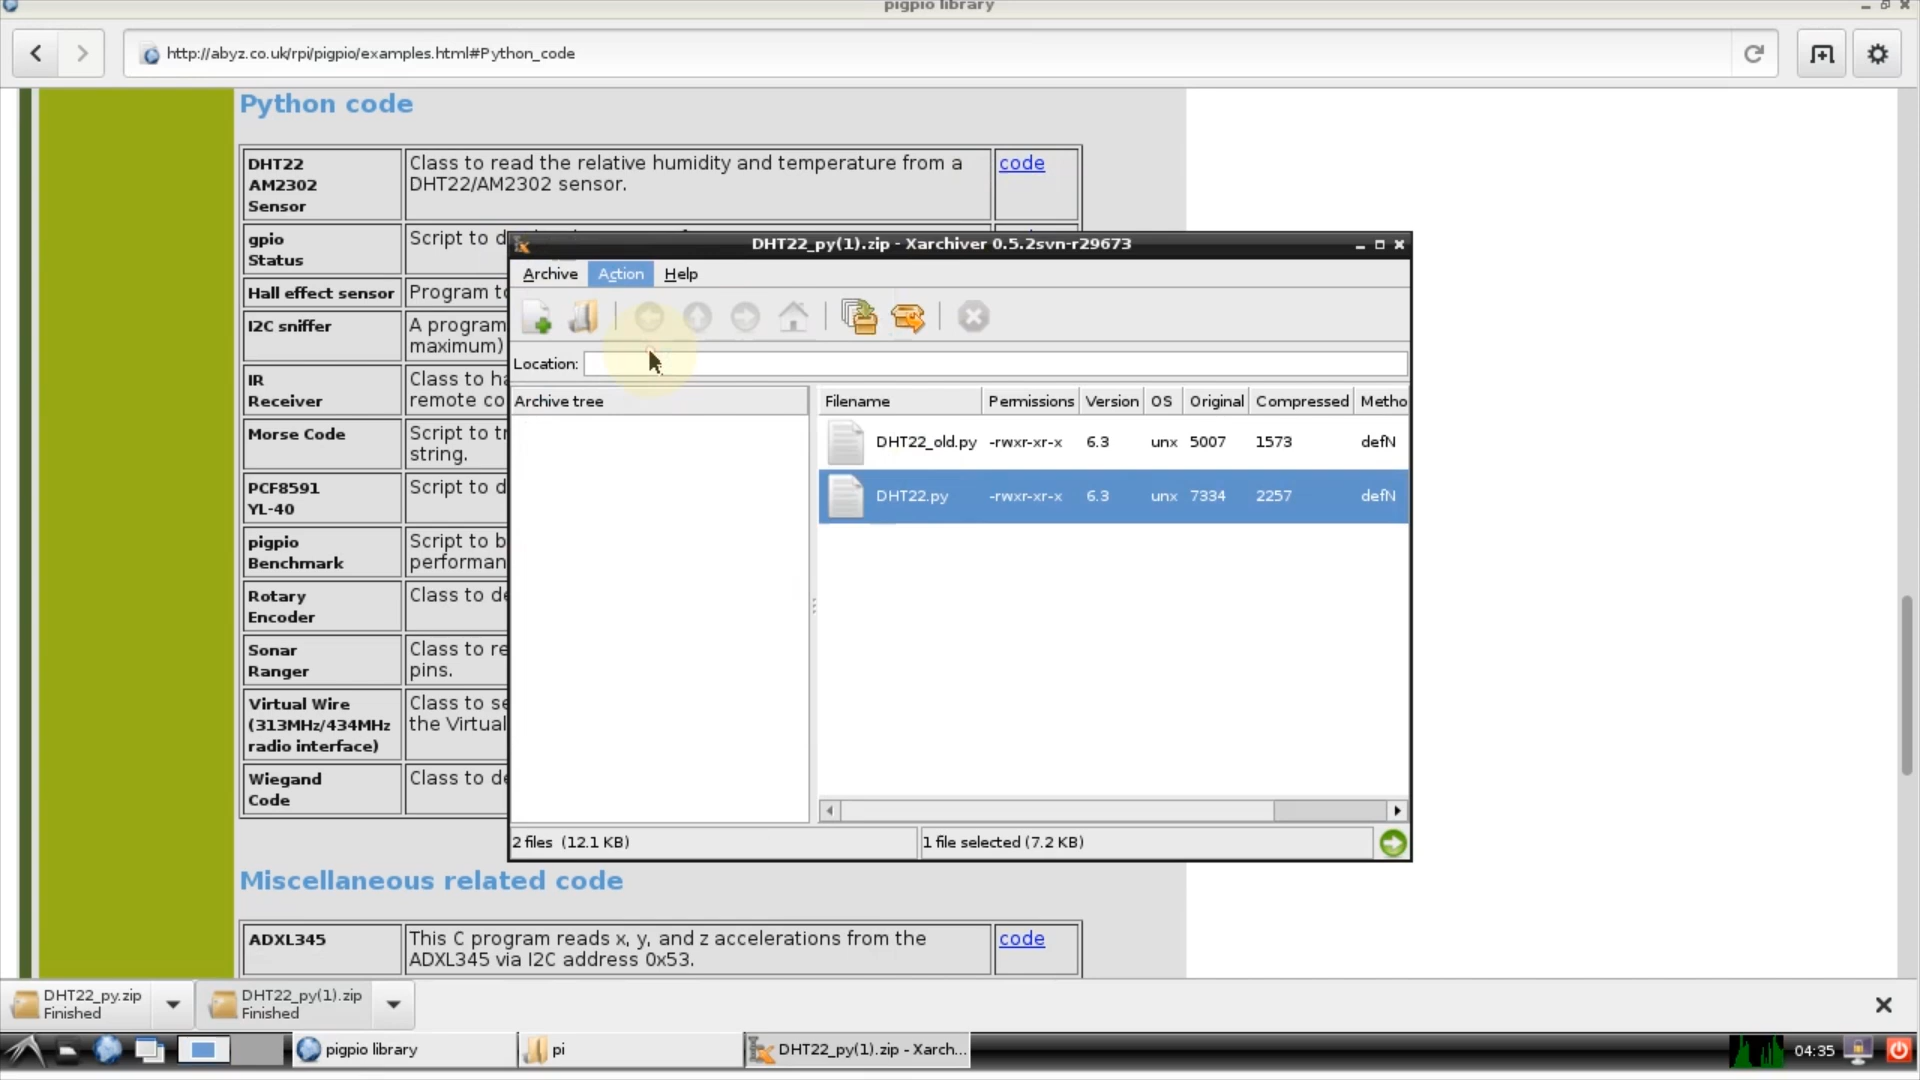 pigpio library
http://abyz.co.uk/rpi/pigpio/examples.html#Python_code
Python code
DHT22
AM2302
Sensor
Class to read the relative humidity and temperature from a
DHT22/AM2302 sensor.
code
gpio
Status
Script to d
Hall effect sensor
Program to
I2C sniffer
A program
maximum)
IR
Receiver
Class to ha
remote co
Morse Code
Script to tr
string.
PCF8591
YL-40
Script to d
pigpio
Benchmark
Script to b
performan
Rotary
Encoder
Class to de
Sonar
Ranger
Class to re
pins.
Virtual Wire
(313MHz/434MHz
radio interface)
Class to se
the Virtual
Wiegand
Code
Class to de
DHT22_py(1).zip - Xarchiver 0.5.2svn-r29673
Archive Action Help
Location:
Archive tree
Filename Permissions Version OS Original Compressed Metho
DHT22_old.py -rwxr-xr-x 6.3 unx 5007 1573 defN
DHT22.py -rwxr-xr-x 6.3 unx 7334 2257 defN
2 files (12.1 KB)
1 file selected (7.2 KB)
Miscellaneous related code
ADXL345
This C program reads x, y, and z accelerations from the
ADXL345 via I2C address 0x53.
code
DHT22_py.zip
Finished
DHT22_py(1).zip
Finished
pigpio library
pi
DHT22_py(1).zip - Xarch...
04:35